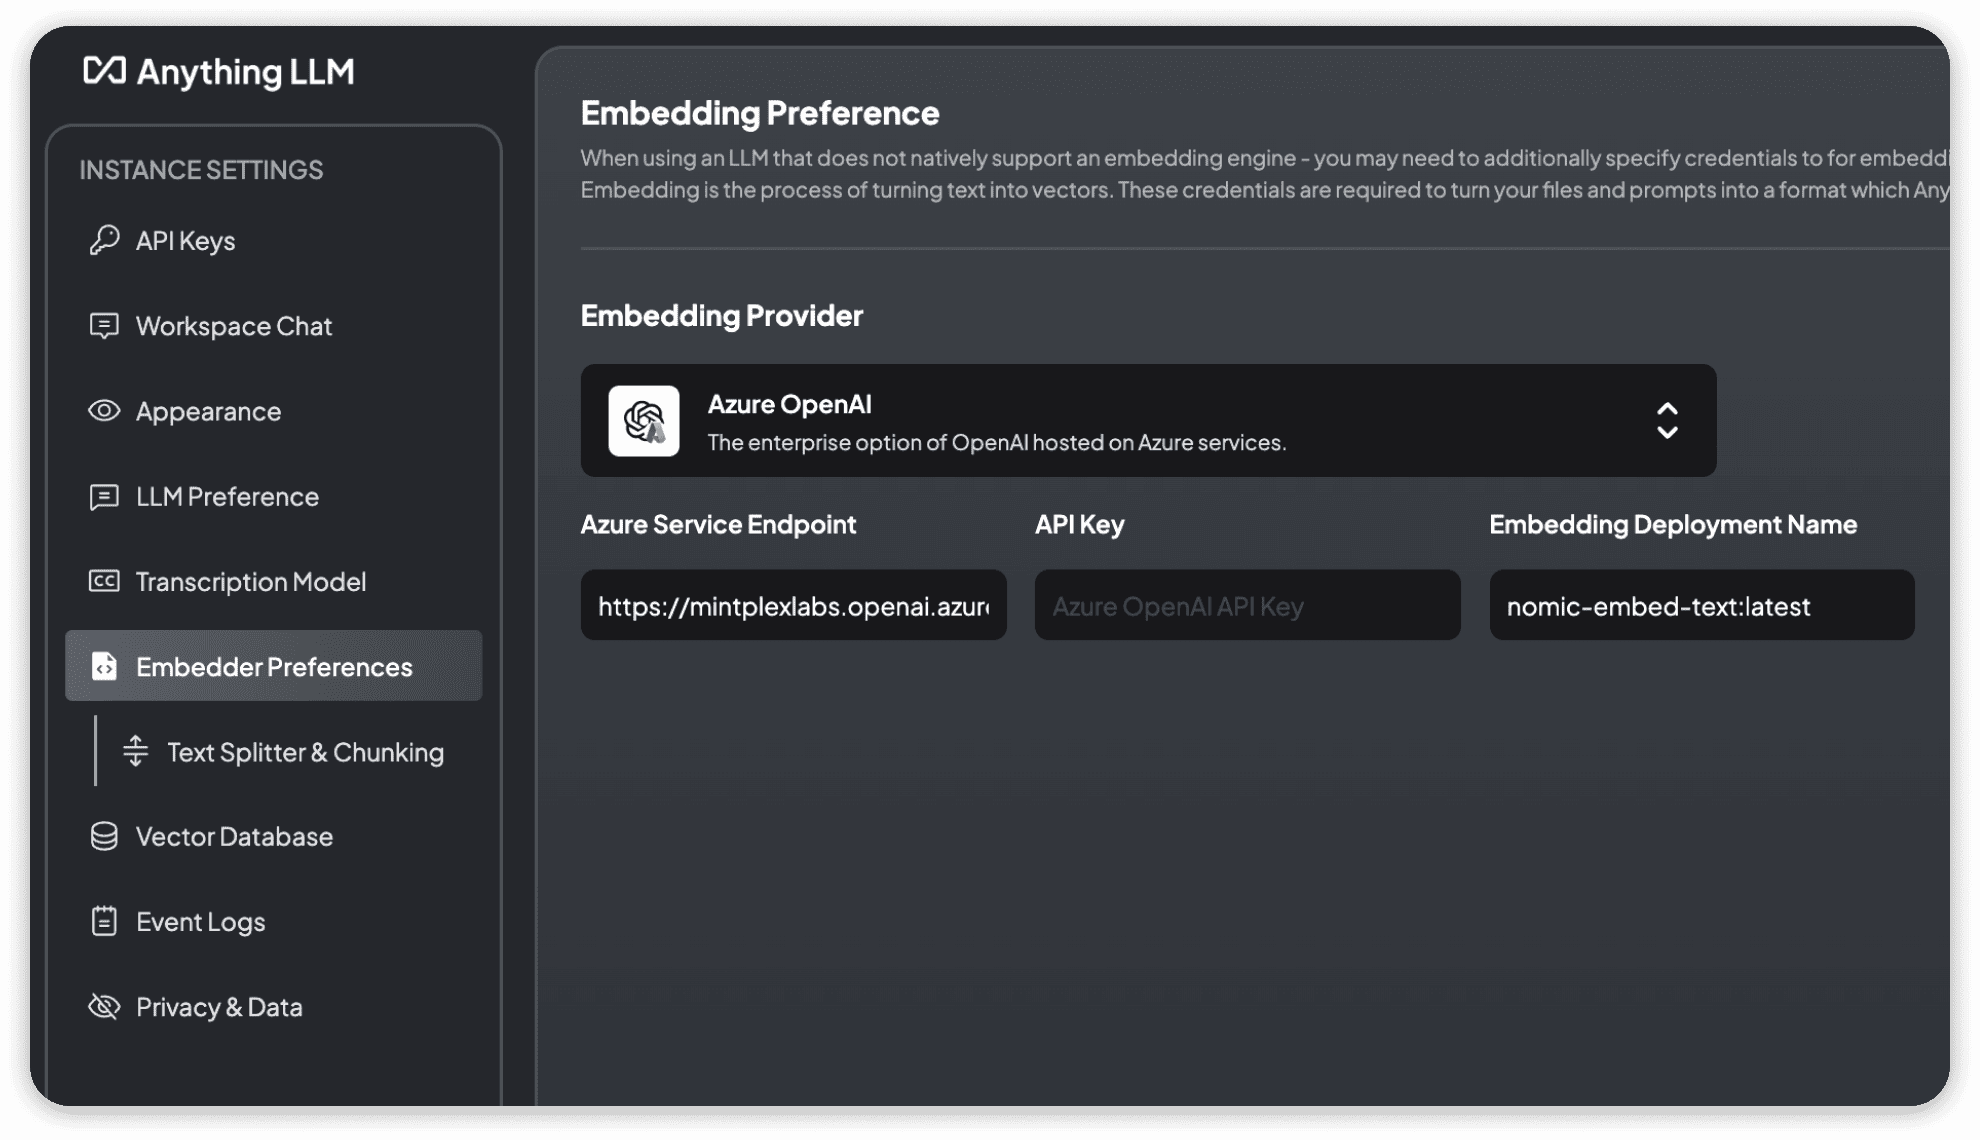 Anything LLM
INSTANCE SETTINGS
API Keys
Workspace Chat
Appearance
LLM Preference
Transcription Model
Embedder Preferences
Text Splitter & Chunking
Vector Database
Event Logs
Privacy & Data
Embedding Preference
When using an LLM that does not natively support an embedding engine - you may need to additionally specify credentials to for embeddi
Embedding is the process of turning text into vectors. These credentials are required to turn your files and prompts into a format which Any
Embedding Provider
Azure OpenAI
The enterprise option of OpenAI hosted on Azure services.
Azure Service Endpoint
API Key
Embedding Deployment Name
https://mintplexlabs.openai.azur
Azure OpenAI API Key
nomic-embed-text:latest